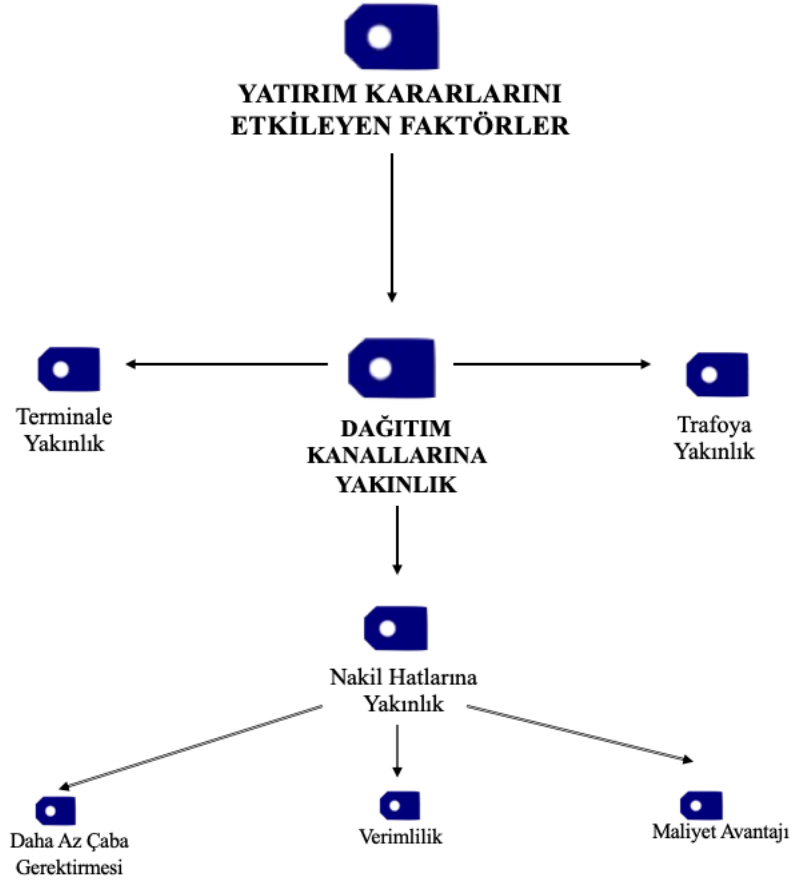 YATIRIM KARARLARINI
ETKİLEYEN FAKTÖRLER
Terminale
Yakınlık
DAĞITIM
KANALLARINA
YAKINLIK
Trafoya
Yakınlık
Nakil Hatlarına
Yakınlık
Daha Az Çaba
Gerektirmesi
Verimlilik
Maliyet Avantajı